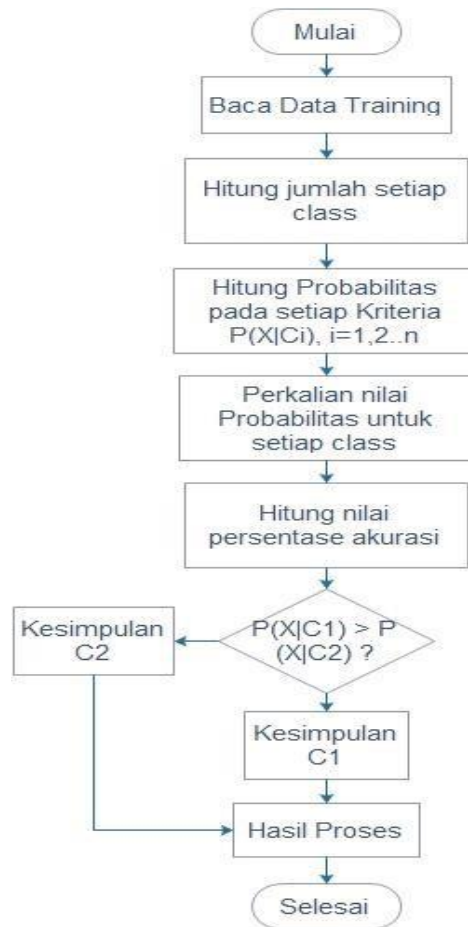 Mulai
Baca Data Training
Hitung jumlah setiap
class
Hitung Probabilitas
pada setiap Kriteria
P(X|Ci), i=1,2..n
Perkalian nilai
Probabilitas untuk
setiap class
Hitung nilai
persentase akurasi
P(X|C1) > P
(X|C2) ?
Kesimpulan
C2
Kesimpulan
C1
Hasil Proses
Selesai